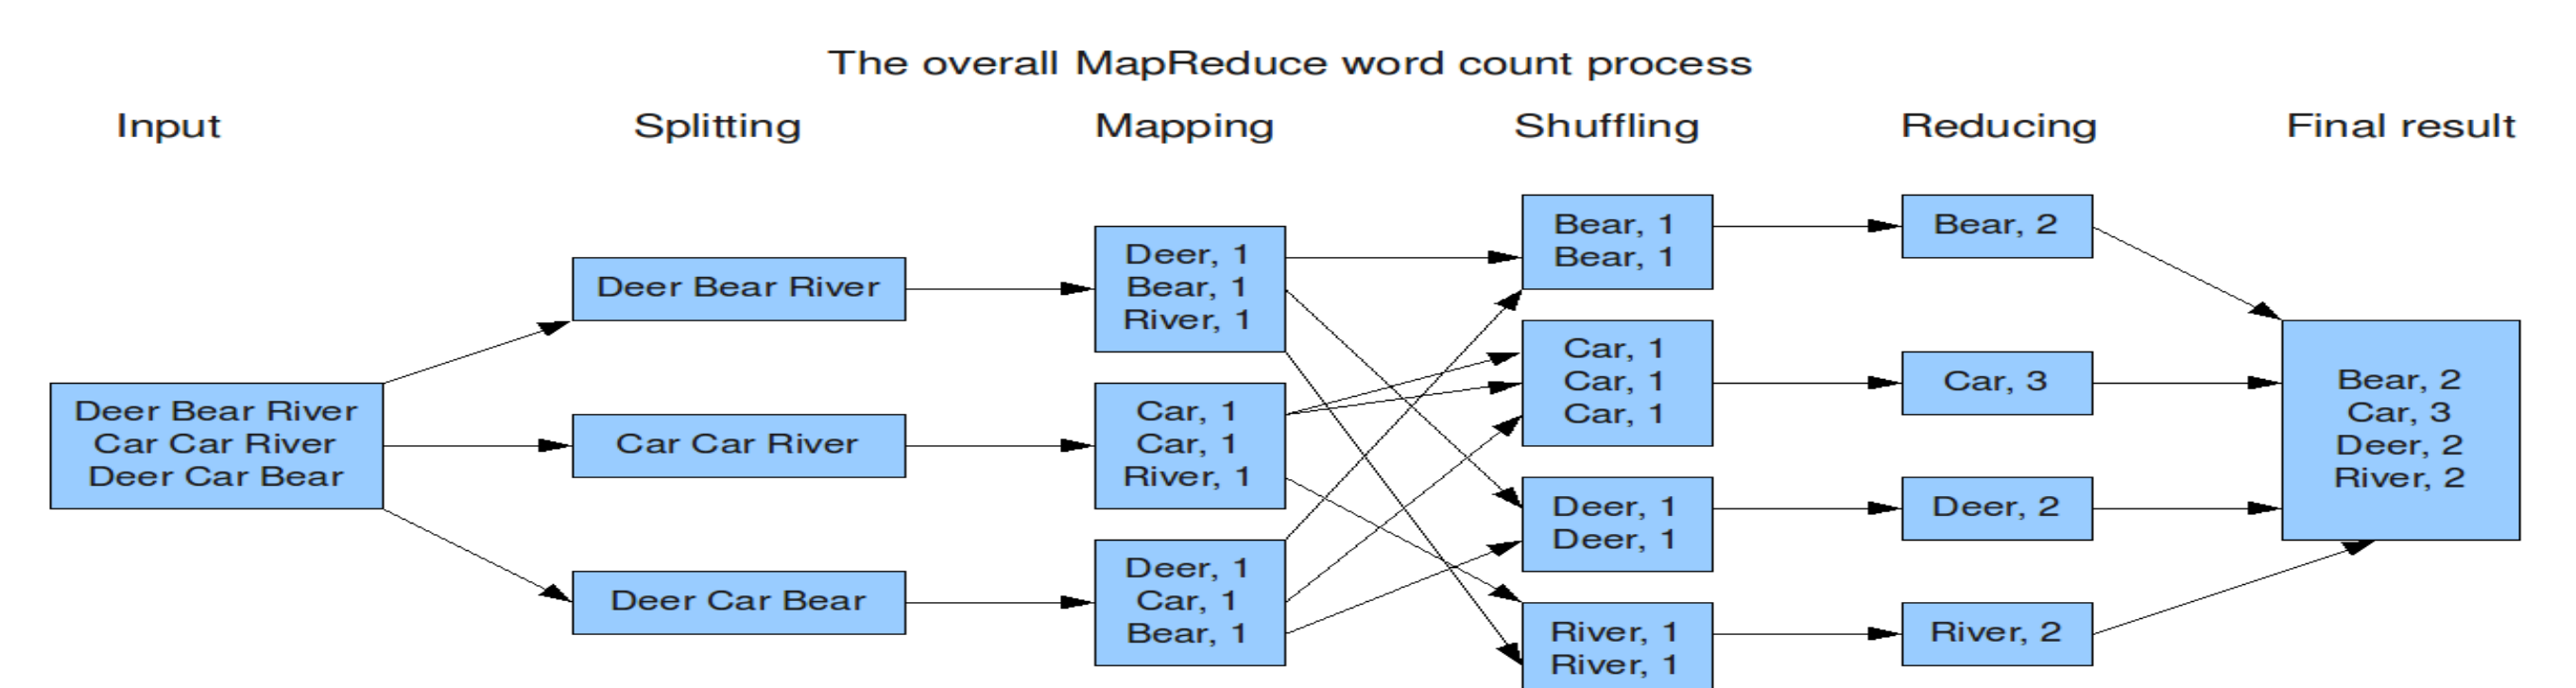 The overall MapReduce word count process
Input
Splitting
Mapping
Shuffling
Reducing
Final result
Deer Bear River
Car Car River
Deer Car Bear
Deer Bear River
Car Car River
Deer Car Bear
Deer, 1
Bear, 1
River, 1
Car, 1
Car, 1
River, 1
Deer, 1
Car, 1
Bear, 1
Bear, 1
Bear, 1
Car, 1
Car, 1
Car, 1
Deer, 1
Deer, 1
River, 1
River, 1
Bear, 2
Car, 3
Deer, 2
River, 2
Bear, 2
Car, 3
Deer, 2
River, 2